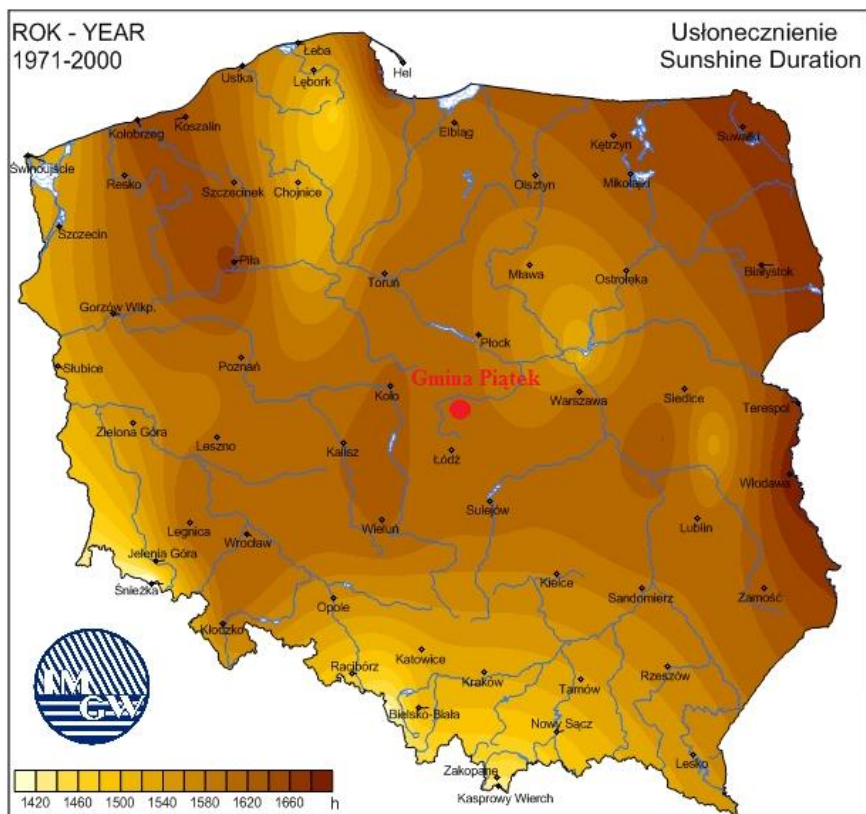 ROK - YEAR
1971-2000
Usłonecznienie
Sunshine Duration
Łeba
Hel
Ustka
Lębork
Koszalin
Kołobrzeg
Elbląg
Suwałki
Kętrzyn
Świnoujście
Resko
Szczecinek
Chojnice
Olsztyn
Mikołajki
Szczecin
Piła
Toruń
Mława
Ostrołęka
Białystok
Gorzów Wlkp.
Płock
Słubice
Poznań
Gmina Piątek
Koło
Warszawa
Siedlce
Terespol
Zielona Góra
Leszno
Kalisz
Łódź
Włodawa
Sulejów
Legnica
Wieluń
Lublin
Wrocław
Jelenia Góra
Śnieżka
Kielce
Opole
Sandomierz
Zamość
Kłodzko
Katowice
Racibórz
Kraków
Tarnów
Rzeszów
Bielsko-Biała
Nowy Sącz
Lesko
Zakopane
Kasprowy Wierch
IM
GW
1420 1460 1500 1540 1580 1620 1660 h